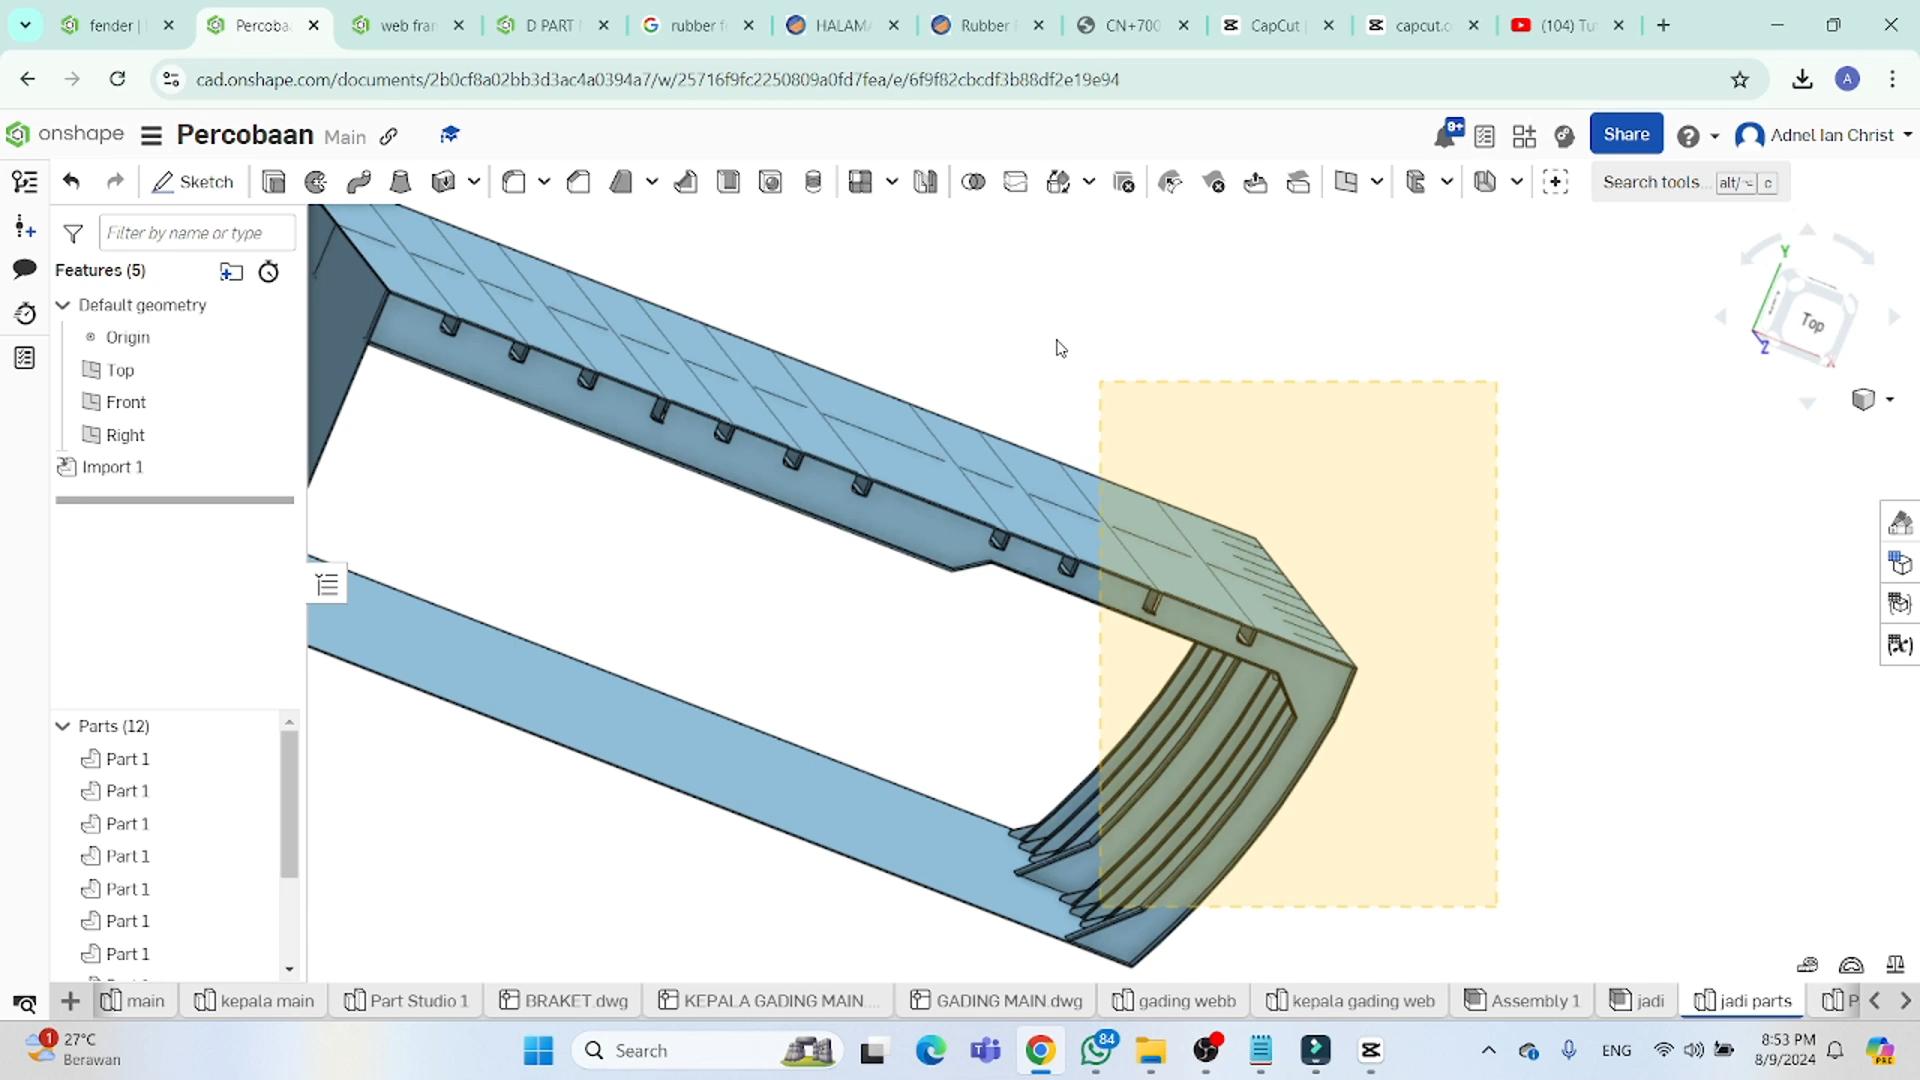 fender |
Percoba
web fran
D PART
rubber f
HALAMA
Rubber
CN+700
CapCut
capcut.c
(104) Tu
cad.onshape.com/documents/2b0cf8a02bb3d3ac4a0394a7/w/25716f9fc2250809a0fd7fea/e/6f9f82cbcdf3b88df2e19e94
A
onshape
Percobaan
Main
9+
Share
Adnel Ian Christ
Sketch
Search tools... alt/⌥ c
Filter by name or type
Features (5)
Default geometry
Origin
Top
Front
Right
Import 1
Y
Top
Z
X
Parts (12)
Part 1
Part 1
Part 1
Part 1
Part 1
Part 1
Part 1
main
kepala main
Part Studio 1
BRAKET.dwg
KEPALA GADING MAIN....
GADING MAIN.dwg
gading webb
kepala gading web
Assembly 1
jadi
jadi parts
P
1
27°C
Berawan
Search
84
ENG
8:53 PM
8/9/2024
PRE